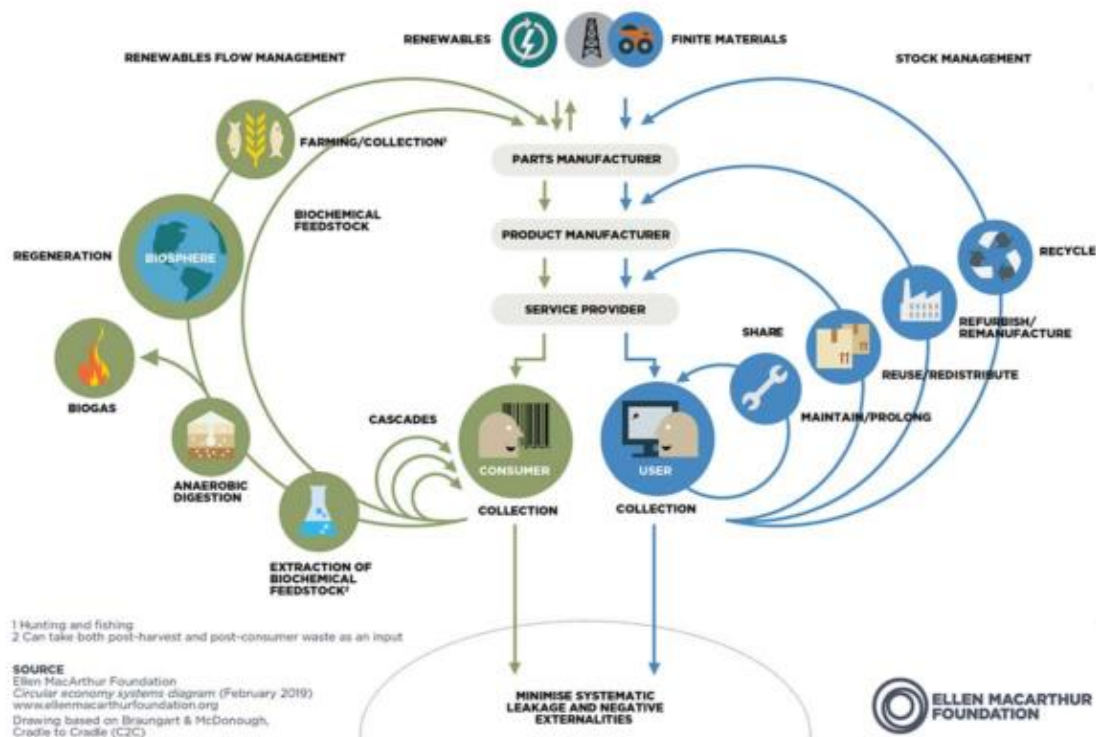 RENEWABLES
FINITE MATERIALS
RENEWABLES FLOW MANAGEMENT
STOCK MANAGEMENT
FARMING/COLLECTION¹
PARTS MANUFACTURER
BIOCHEMICAL
FEEDSTOCK
PRODUCT MANUFACTURER
REGENERATION
BIOSPHERE
RECYCLE
SERVICE PROVIDER
SHARE
REFURBISH/
REMANUFACTURE
REUSE/REDISTRIBUTE
BIOGAS
CASCADES
MAINTAIN/PROLONG
CONSUMER
USER
ANAEROBIC
DIGESTION
COLLECTION
COLLECTION
EXTRACTION OF
BIOCHEMICAL
FEEDSTOCK²
1 Hunting and fishing
2 Can take both post-harvest and post-consumer waste as an input
SOURCE
Ellen MacArthur Foundation
Circular economy systems diagram (February 2019)
www.ellenmacarthurfoundation.org
Drawing based on Braungart & McDonough,
Cradle to Cradle (C2C)
MINIMISE SYSTEMATIC
LEAKAGE AND NEGATIVE
EXTERNALITIES
ELLEN MACARTHUR
FOUNDATION